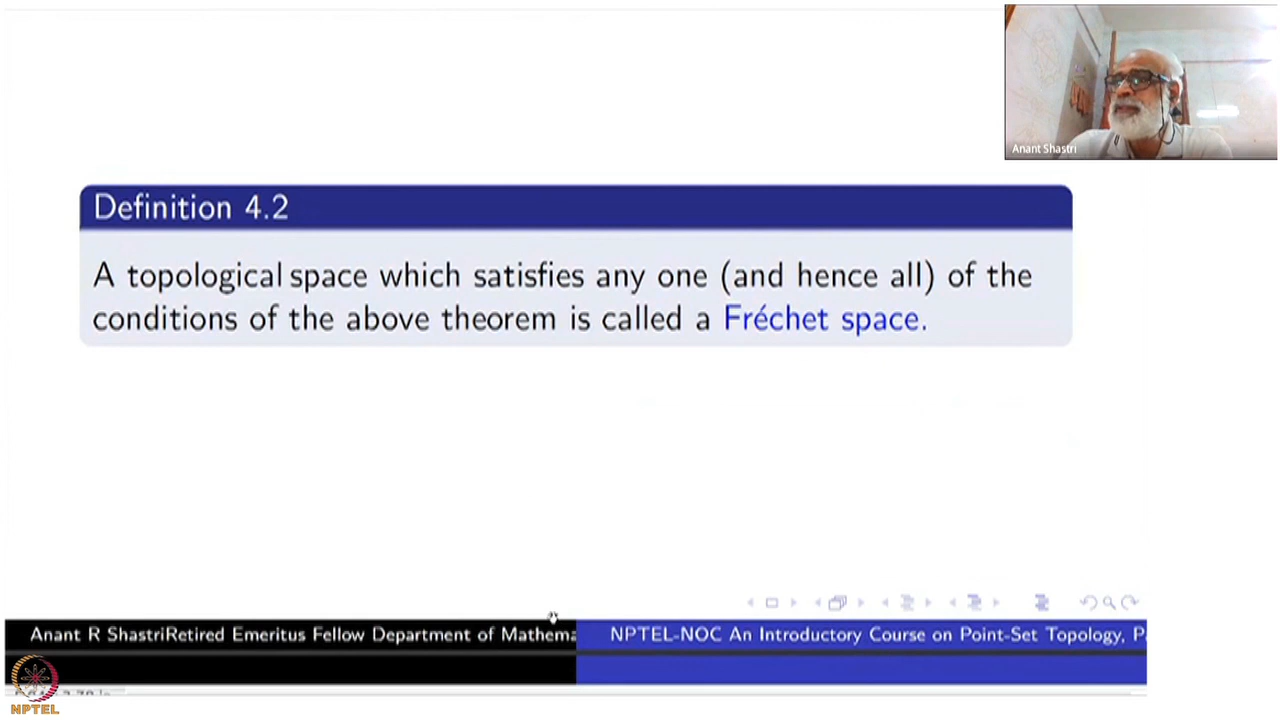 Anant Shastri
Definition 4.2
A topological space which satisfies any one (and hence all) of the
conditions of the above theorem is called a Fréchet space.
Anant R ShastriRetired Emeritus Fellow Department of Mathema
NPTEL-NOC An Introductory Course on Point-Set Topology, P
NPTEL